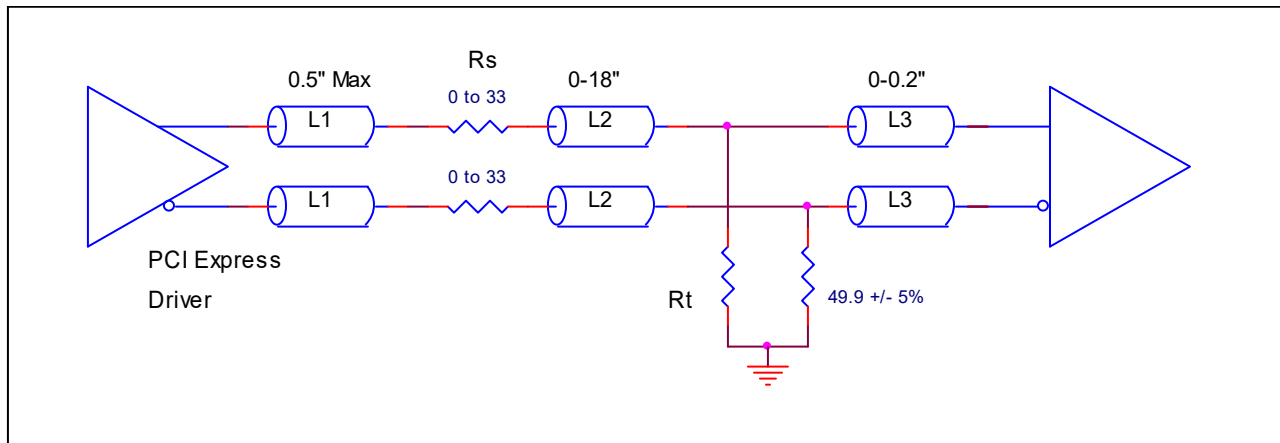 Rs
0.5" Max
0-18"
0-0.2"
0 to 33
L1
L2
L3
0 to 33
L1
L2
L3
PCI Express
Driver
Rt
49.9 +/- 5%